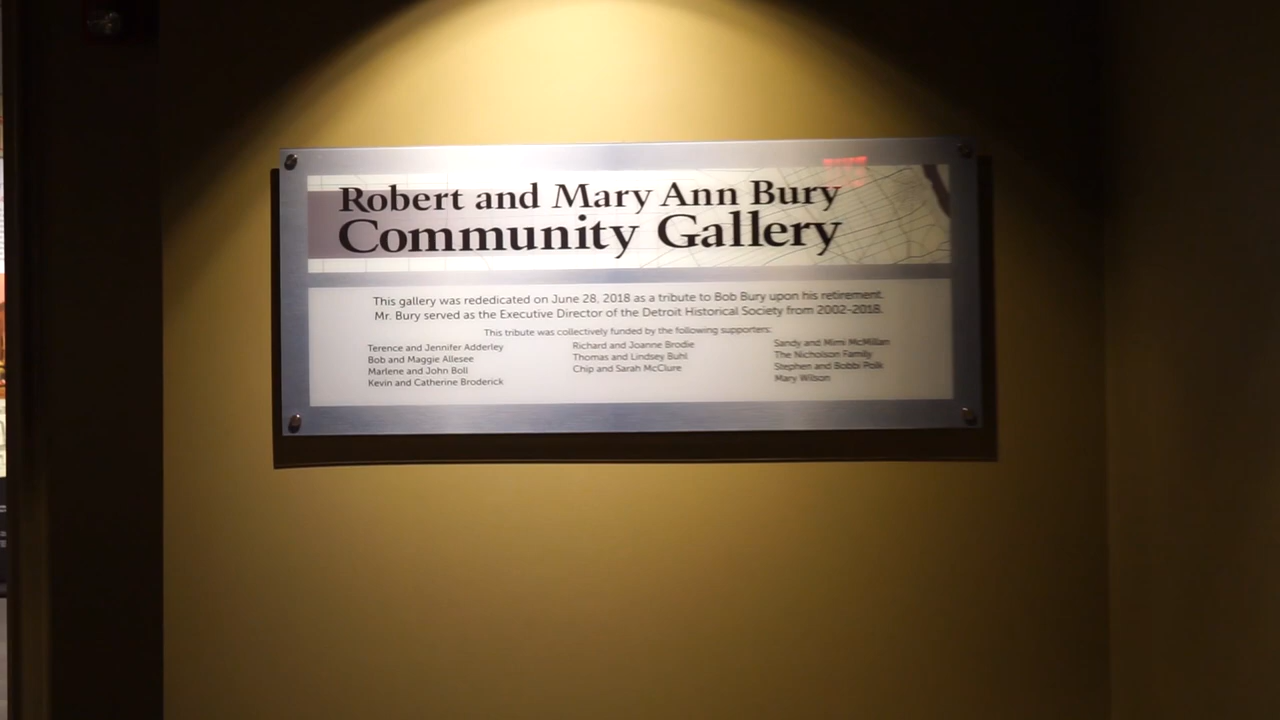 Robert and Mary Ann Bury
Community Gallery
This gallery was rededicated on June 28, 2018 as a tribute to Bob Bury upon his retirement.
Mr. Bury served as the Executive Director of the Detroit Historical Society from 2002-2018.
This tribute was collectively funded by the following supporters:
Terence and Jennifer Adderley
Bob and Maggie Allesee
Marlene and John Boll
Kevin and Catherine Broderick
Richard and Joanne Brodie
Thomas and Lindsey Buhl
Chip and Sarah McClure
Sandy and Mimi McMillan
The Nicholson Family
Stephen and Bobbi Polk
Mary Wilson